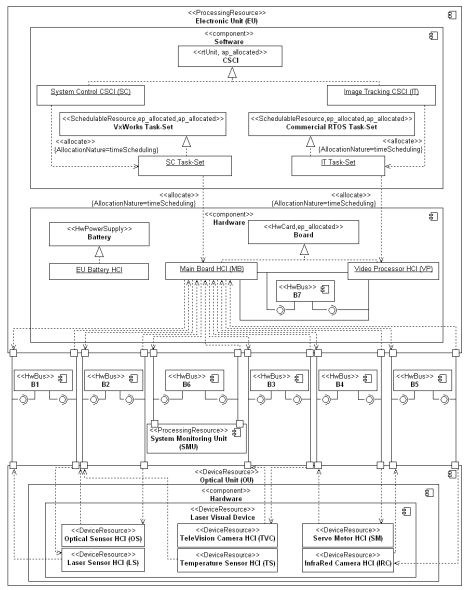 <<ProcessingResource>>
Electronic Unit (EU)
<<component>>
Software
<<rtUnit, ap_allocated>>
CSCI
System Control CSCI (SC)
Image Tracking CSCI (IT)
<<SchedulableResource,ep_allocated,ap_allocated>>
VxWorks Task-Set
<<SchedulableResource,ep_allocated,ap_allocated>>
Commercial RTOS Task-Set
<<allocate>>
{AllocationNature=timeScheduling}
<<allocate>>
{AllocationNature=timeScheduling}
SC Task-Set
IT Task-Set
<<allocate>>
{AllocationNature=timeScheduling}
<<allocate>>
{AllocationNature=timeScheduling}
<<component>>
Hardware
<<HwPowerSupply>>
Battery
<<HwCard,ep_allocated>>
Board
EU Battery HCI
Main Board HCI (MB)
Video Processor HCI (VP)
<<HwBus>>
B7
<<HwBus>>
B1
<<HwBus>>
B2
<<HwBus>>
B6
<<HwBus>>
B3
<<HwBus>>
B4
<<HwBus>>
B5
<<ProcessingResource>>
System Monitoring Unit
(SMU)
<<DeviceResource>>
Optical Unit (OU)
<<component>>
Hardware
<<DeviceResource>>
Laser Visual Device
<<DeviceResource>>
Optical Sensor HCI (OS)
<<DeviceResource>>
TeleVision Camera HCI (TVC)
<<DeviceResource>>
Servo Motor HCI (SM)
<<DeviceResource>>
Laser Sensor HCI (LS)
<<DeviceResource>>
Temperature Sensor HCI (TS)
<<DeviceResource>>
InfraRed Camera HCI (IRC)